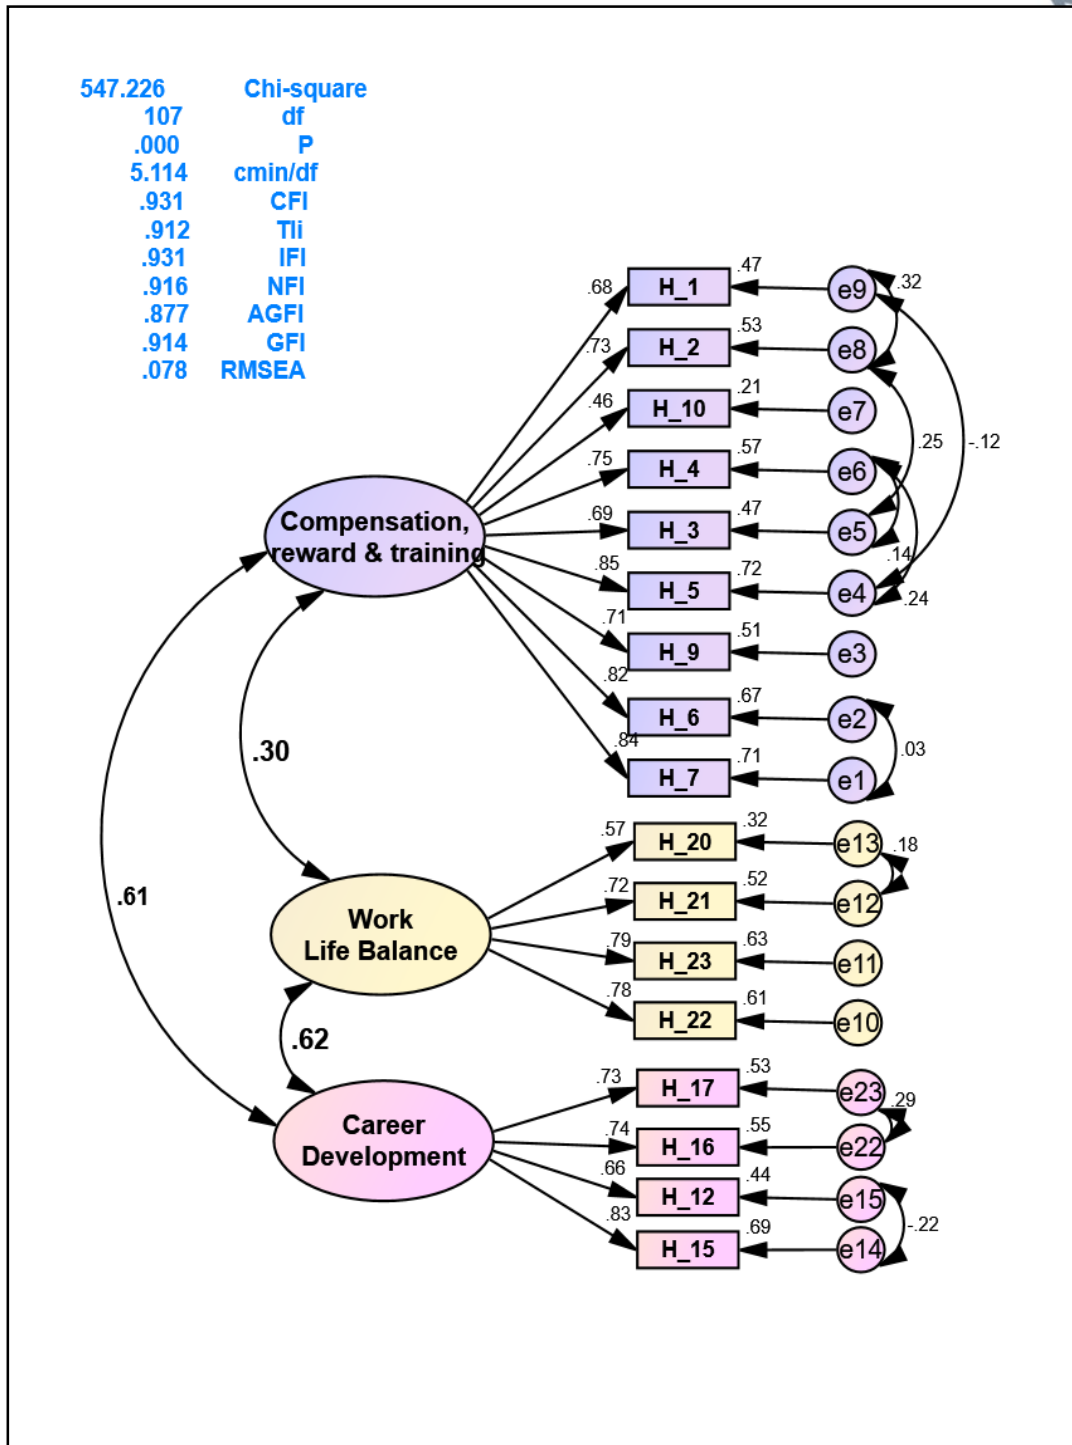 547.226 Chi-square
107 df
.000 P
5.114 cmin/df
.931 CFI
.912 Tli
.931 IFI
.916 NFI
.877 AGFI
.914 GFI
.078 RMSEA
.68 H_1 .47 e9 .32
.73 H_2 .53 e8
.46 H_10 .21 e7
.25 -.12
.75 H_4 .57 e6
Compensation,
reward & training
.69 H_3 .47 e5
.14
.85 H_5 .72 e4 .24
.71 H_9 .51 e3
.82 H_6 .67 e2
.03
.84 H_7 .71 e1
.30
.57 H_20 .32 e13 .18
.61
.72 H_21 .52 e12
Work
Life Balance
.79 H_23 .63 e11
.78 H_22 .61 e10
.62
.73 H_17 .53 e23 .29
Career
Development
.74 H_16 .55 e22
.66 H_12 .44 e15
-.22
.83 H_15 .69 e14